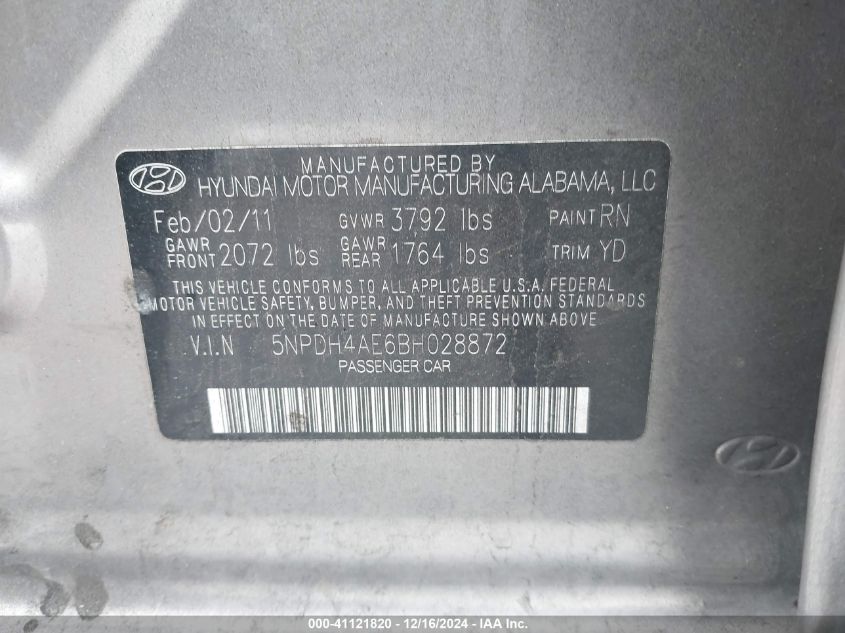 MANUFACTURED BY
HYUNDAI MOTOR MANUFACTURING ALABAMA, LLC
Feb/02/11 GVWR 3792 lbs PAINT RN
GAWR FRONT 2072 lbs GAWR REAR 1764 lbs TRIM YD
THIS VEHICLE CONFORMS TO ALL APPLICABLE U.S.A. FEDERAL
MOTOR VEHICLE SAFETY, BUMPER, AND THEFT PREVENTION STANDARDS
IN EFFECT ON THE DATE OF MANUFACTURE SHOWN ABOVE
V.I.N 5NPDH4AE6BH028872
PASSENGER CAR
000-41121820 - 12/16/2024 - IAA, Inc.